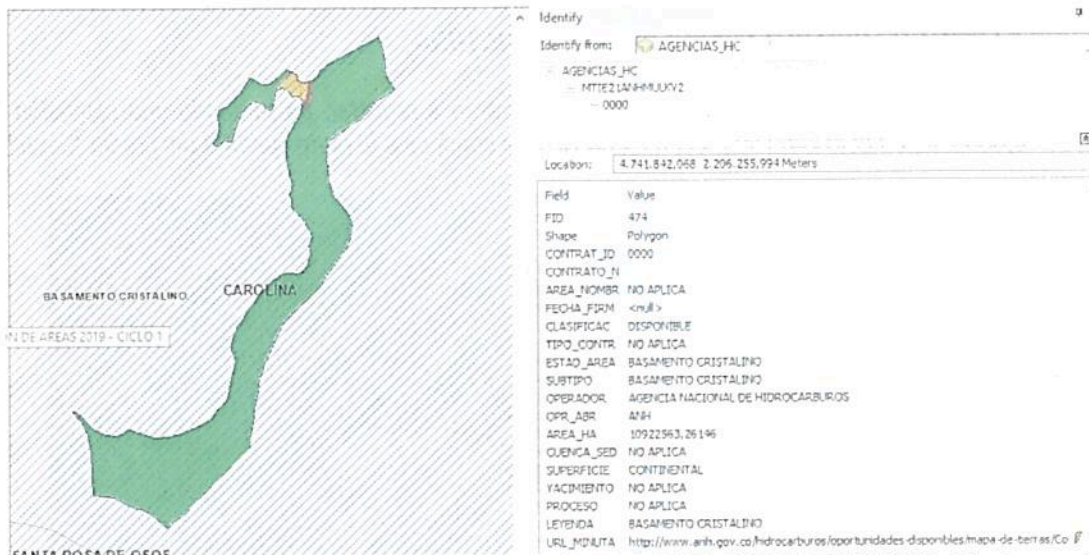 BASAMENTO CRISTALINO
CAROLINA
ÓN DE AREAS 2019 - CICLO 1
SANTA ROSA DE OSOS
Identify
Identify from: AGENCIAS_HC
AGENCIAS_HC
0000
Location: 4.741.842,068 2.206.255,994 Meters
Field Value
FID 474
Shape Polygon
CONTRAT_ID 0000
CONTRATO_N
AREA_NOMBR NO APLICA
FECHA_FIRM <null>
CLASIFICAC DISPONIBLE
TIPO_CONTR NO APLICA
ESTAD_AREA BASAMENTO CRISTALINO
SUBTIPO BASAMENTO CRISTALINO
OPERADOR AGENCIA NACIONAL DE HIDROCARBUROS
OPR_ABR ANH
AREA_HA 10922563,26146
CUENCA_SED NO APLICA
SUPERFICIE CONTINENTAL
YACIMIENTO NO APLICA
PROCESO NO APLICA
LEYENDA BASAMENTO CRISTALINO
URL_MINUTA http://www.anh.gov.co/hidrocarburos/oportunidades-disponibles/mapa-de-tierras/Co